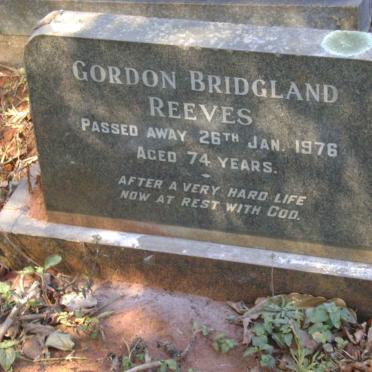 GORDON BRIDGLAND
REEVES
PASSED AWAY 26TH JAN. 1976
AGED 74 YEARS.
AFTER A VERY HARD LIFE
NOW AT REST WITH GOD.